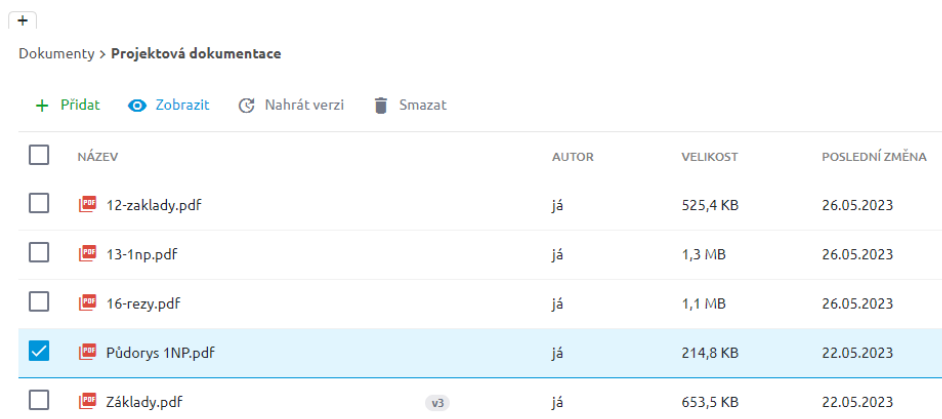 +
Dokumenty > Projektová dokumentace
+ Přidat Zobrazit Nahrát verzi Smazat
NÁZEV AUTOR VELIKOST POSLEDNÍ ZMĚNA
PDF 12-zaklady.pdf já 525,4 KB 26.05.2023
PDF 13-1np.pdf já 1,3 MB 26.05.2023
PDF 16-rezy.pdf já 1,1 MB 26.05.2023
PDF Půdorys 1NP.pdf já 214,8 KB 22.05.2023
PDF Základy.pdf v3 já 653,5 KB 22.05.2023